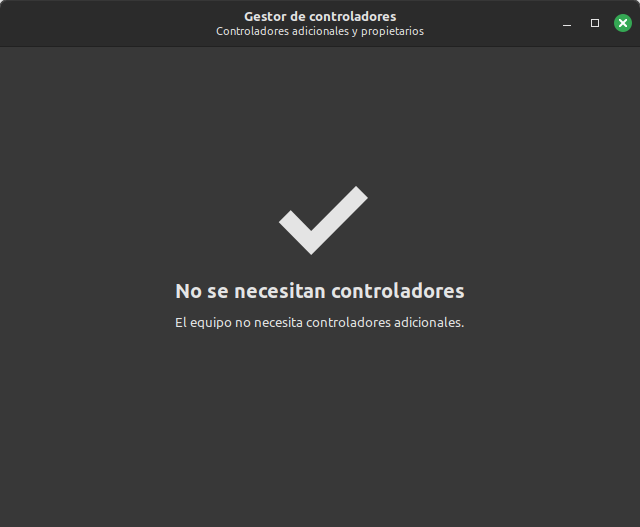 Gestor de controladores
Controladores adicionales y propietarios
No se necesitan controladores
El equipo no necesita controladores adicionales.